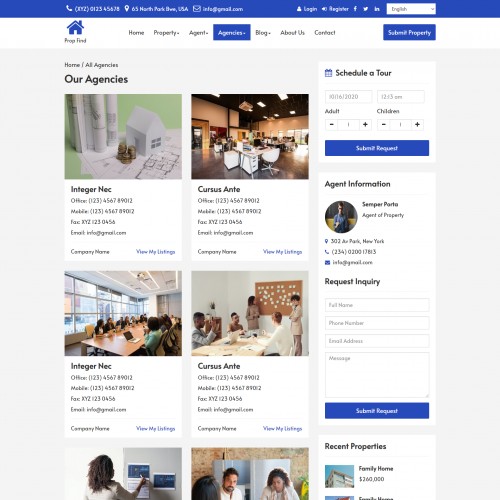 (XYZ) 0123 45678
65 North Park Bwe, USA
info@gmail.com
Login
Register
English
Prop Find
Home
Property
Agent
Agencies
Blog
About Us
Contact
Submit Property
Home / All Agencies
Our Agencies
Integer Nec
Office: (123) 4567 89012
Mobile: (123) 4567 89012
Fax: XYZ 123 0456
Email: info@gmail.com
Company Name
View My Listings
Cursus Ante
Office: (123) 4567 89012
Mobile: (123) 4567 89012
Fax: XYZ 123 0456
Email: info@gmail.com
Company Name
View My Listings
Integer Nec
Office: (123) 4567 89012
Mobile: (123) 4567 89012
Fax: XYZ 123 0456
Email: info@gmail.com
Company Name
View My Listings
Cursus Ante
Office: (123) 4567 89012
Mobile: (123) 4567 89012
Fax: XYZ 123 0456
Email: info@gmail.com
Company Name
View My Listings
Schedule a Tour
10/16/2020
12:13 am
Adult
Children
- 1 +
- 1 +
Submit Request
Agent Information
Semper Porta
Agent of Property
302 Av Park, New York
(234) 0200 17813
info@gmail.com
Request Inquiry
Full Name
Phone Number
Email Address
Message
Submit Request
Recent Properties
Family Home
$260,000
Family Home